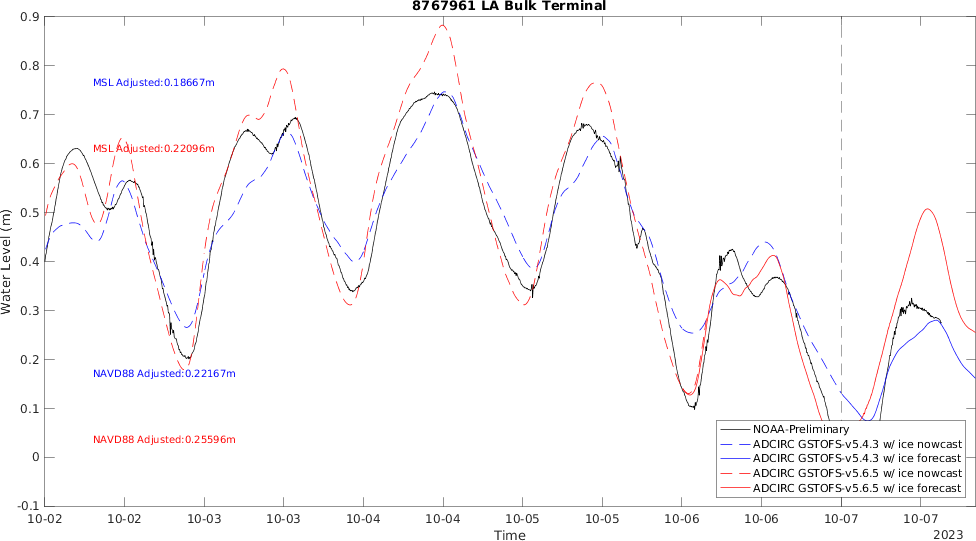 8767961 LA Bulk Terminal
0.9
0.8
0.7
0.6
0.5
0.4
0.3
0.2
0.1
0
-0.1
Water Level (m)
MSL Adjusted:0.18667m
MSL Adjusted:0.22096m
NAVD88 Adjusted:0.22167m
NAVD88 Adjusted:0.25596m
NOAA-Preliminary
ADCIRC GSTOFS-v5.4.3 w/ ice nowcast
ADCIRC GSTOFS-v5.4.3 w/ ice forecast
ADCIRC GSTOFS-v5.6.5 w/ ice nowcast
ADCIRC GSTOFS-v5.6.5 w/ ice forecast
10-02 10-02 10-03 10-03 10-04 10-04 10-05 10-05 10-06 10-06 10-07 10-07
Time
2023